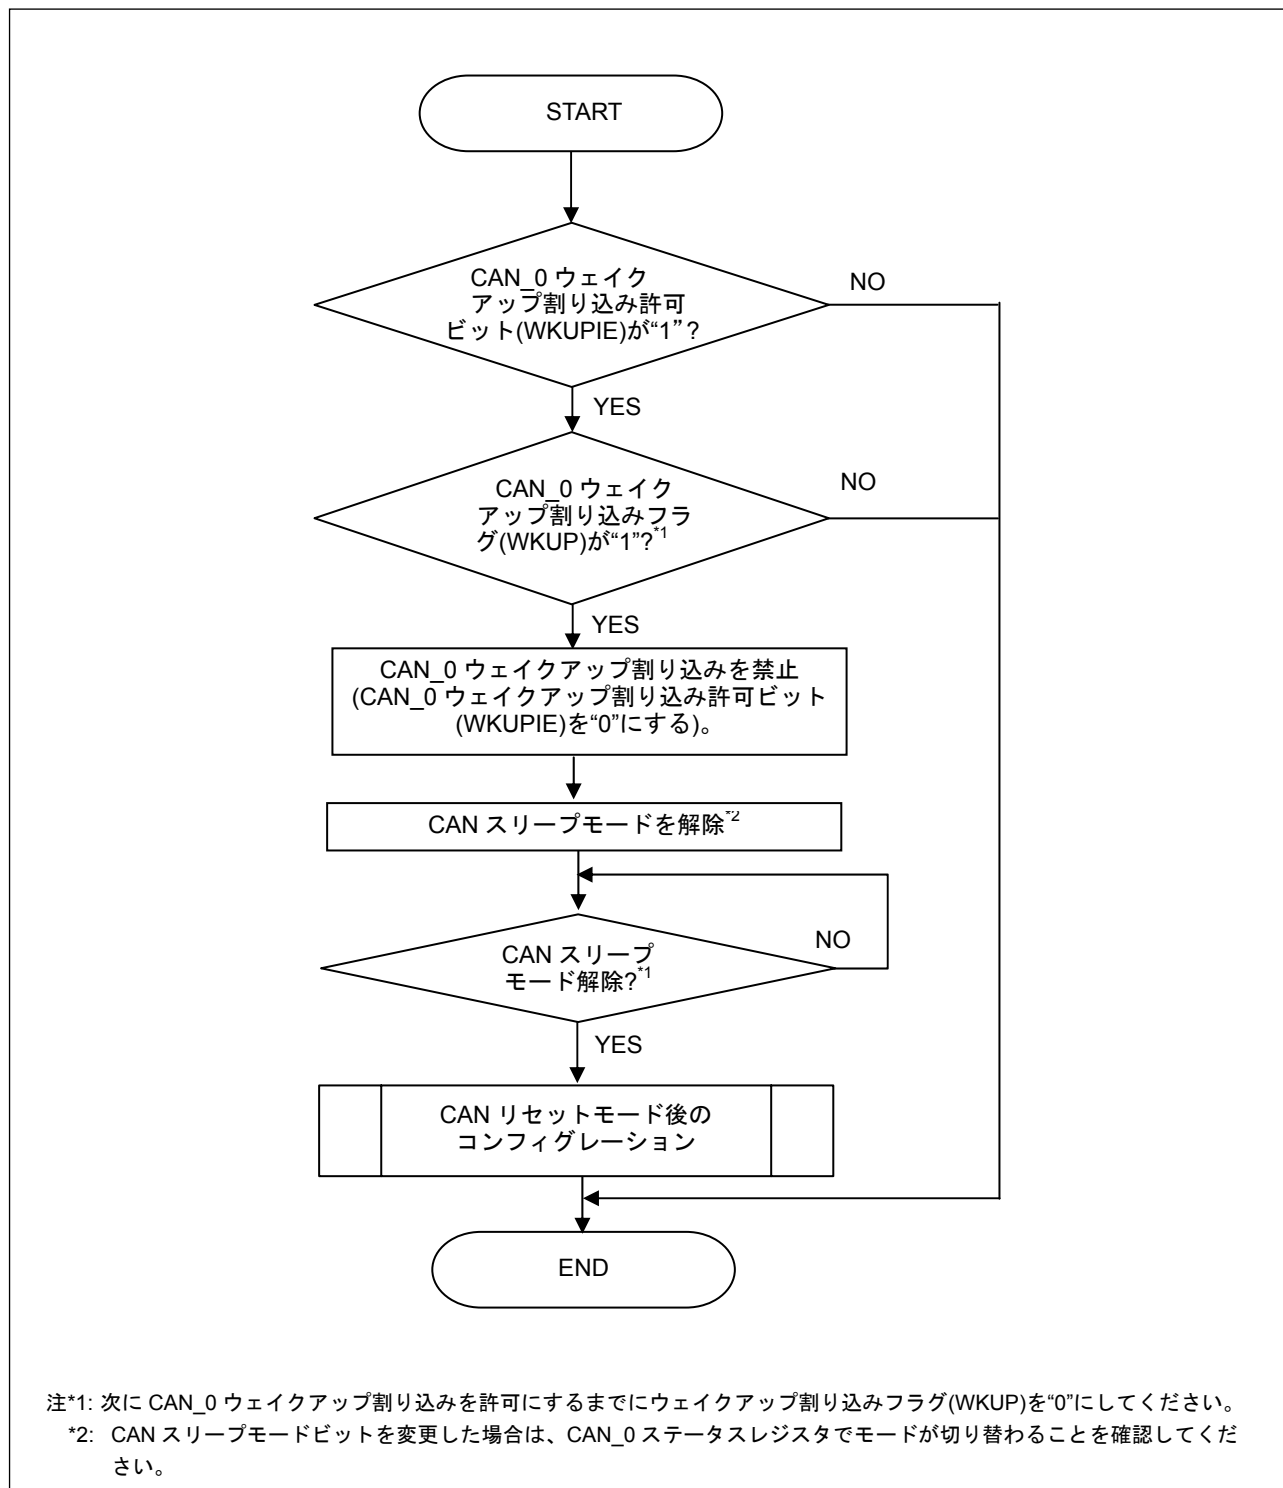 START
CAN_0 ウェイク
アップ割り込み許可
ビット(WKUPIE)が“1”?
NO
YES
CAN_0 ウェイク
アップ割り込みフラ
グ(WKUP)が“1”?*1
NO
YES
CAN_0 ウェイクアップ割り込みを禁止
(CAN_0 ウェイクアップ割り込み許可ビット
(WKUPIE)を“0”にする)。
CAN スリープモードを解除*2
CAN スリープ
モード解除?*1
NO
YES
CAN リセットモード後の
コンフィグレーション
END
注*1: 次に CAN_0 ウェイクアップ割り込みを許可にするまでにウェイクアップ割り込みフラグ(WKUP)を“0”にしてください。
*2: CAN スリープモードビットを変更した場合は、CAN_0 ステータスレジスタでモードが切り替わることを確認してくだ
さい。